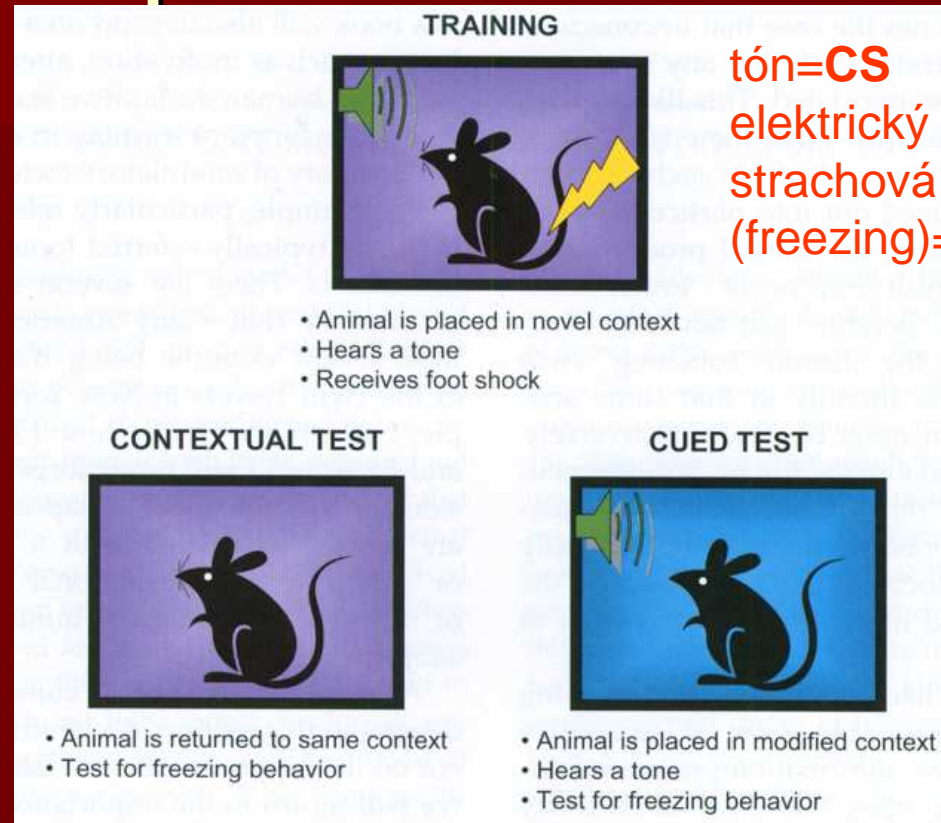 TRAINING
tón=CS
elektrický
strachová
(freezing)=
• Animal is placed in novel context
• Hears a tone
• Receives foot shock
CONTEXTUAL TEST
• Animal is returned to same context
• Test for freezing behavior
CUED TEST
• Animal is placed in modified context
• Hears a tone
• Test for freezing behavior